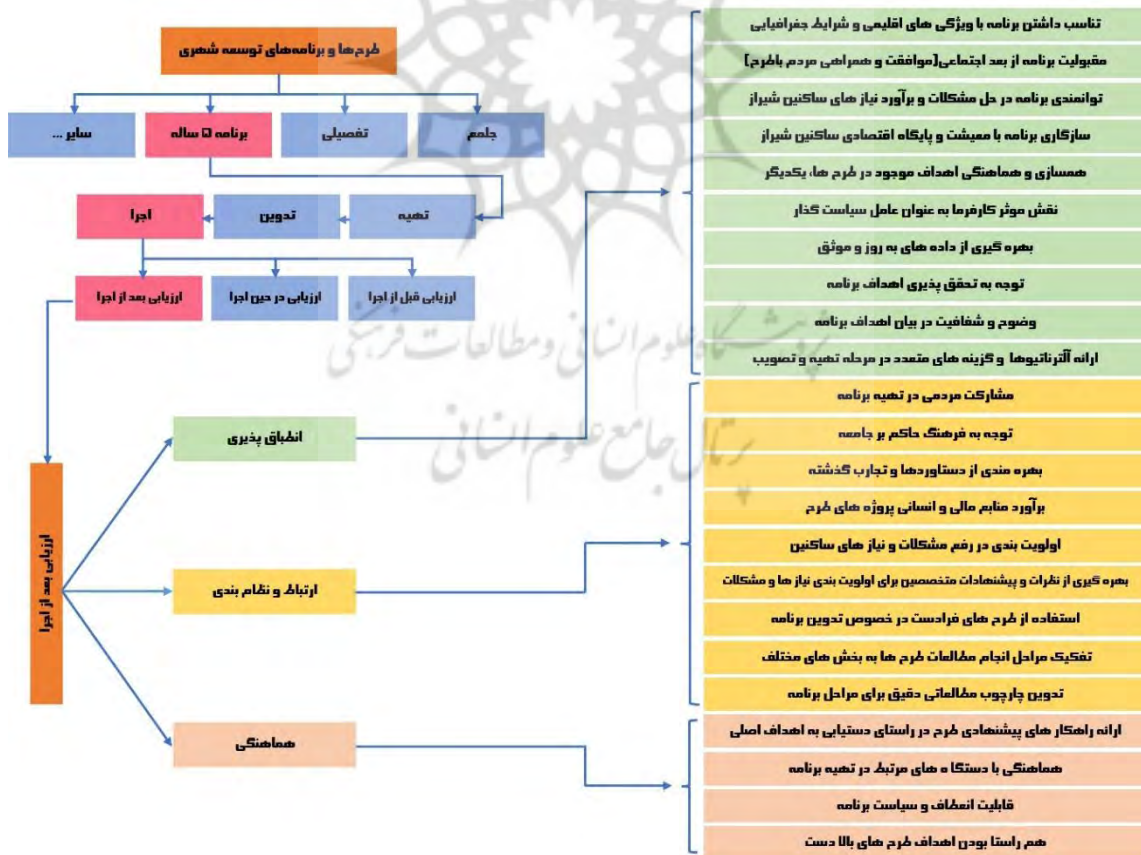 طرح‌ها و برنامه‌های توسعه شهری
جلمع
تفصیلی
برنامه ۵ ساله
سایر ...
تهیه
تدوین
اجرا
ارزیابی قبل از اجرا
ارزیابی در حین اجرا
ارزیابی بعد از اجرا
ارزیابی بعد از اجرا
انطباق پذیری
ارتباط و نظام بندی
هماهنگی
تناسب داشتن برنامه با ویژگی های اقلیمی و شرایط جغرافیایی
مقبولیت برنامه از بعد اجتماعی(موافقت و همراهی مردم باطرح)
توانمندی برنامه در حل مشکلات و برآورد نیاز های ساکنین شیراز
سازگاری برنامه با معیشت و پایگاه اقتصادی ساکنین شیراز
همسازی و هماهنگی اهداف موجود در طرح ها، یکدیگر
نقش موثر کارفرما به عنوان عامل سیاست گذار
بهره گیری از داده های به روز و موثق
توجه به تحقق پذیری اهداف برنامه
وضوح و شفافیت در بیان اهداف برنامه
ارائه آلترناتیوها و گزینه های متعدد در مرحله تهیه و تصویب
مشارکت مردمی در تهیه برنامه
توجه به فرهنگ حاکم بر جامعه
بهره مندی از دستاوردها و تجارب گذشته
برآورد منابع مالی و انسانی پروژه های طرح
اولویت بندی در رفع مشکلات و نیاز های ساکنین
بهره گیری از نظرات و پیشنهادات متخصصین برای اولویت بندی نیاز ها و مشکلات
استفاده از طرح های فرادست در خصوص تدوین برنامه
تفکیک مراحل انجام مطالعات طرح ها به بخش های مختلف
تدوین چارچوب مطالعاتی دقیق برای مراحل برنامه
ارائه راهکار های پیشنهادی طرح در راستای دستیابی به اهداف اصلی
هماهنگی با دستگا ه های مرتبط در تهیه برنامه
قابلیت انعطاف و سیاست برنامه
هم راستا بودن اهداف طرح های بالا دست
پژوهشگاه علوم انسانی و مطالعات فرهنگی
پرتال جامع علوم انسانی